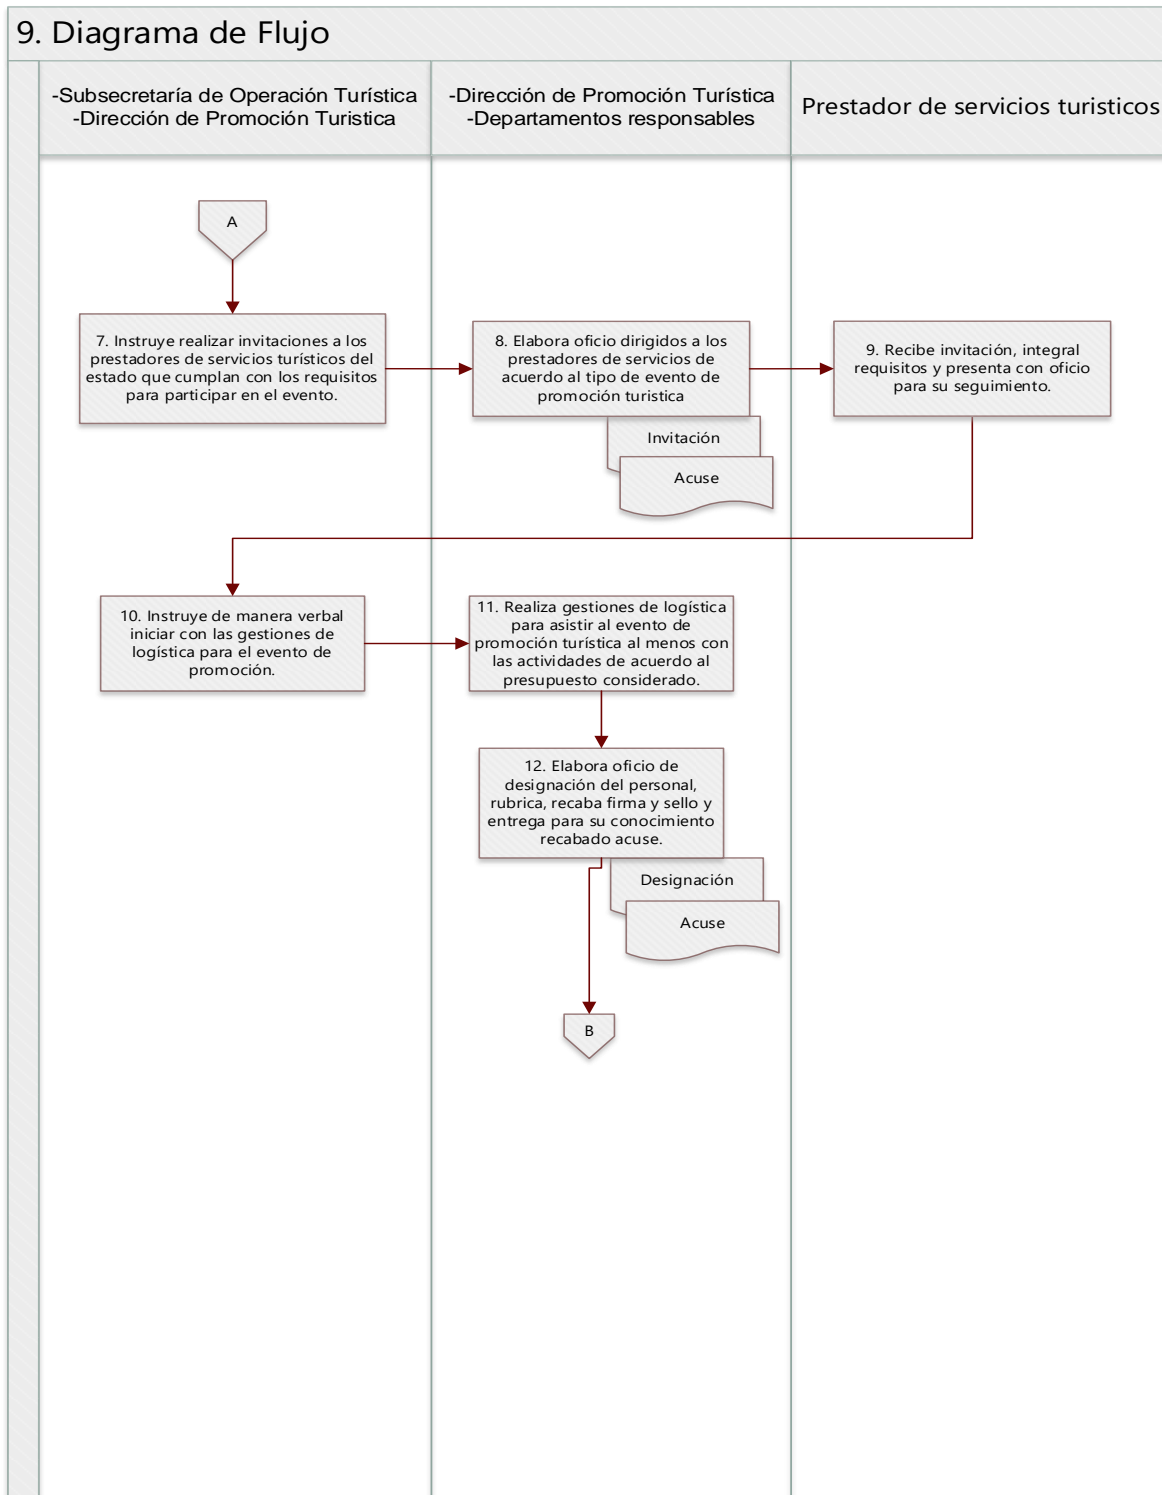 9. Diagrama de Flujo
-Subsecretaría de Operación Turística
-Dirección de Promoción Turistica
-Dirección de Promoción Turística
-Departamentos responsables
Prestador de servicios turisticos
A
7. Instruye realizar invitaciones a los
prestadores de servicios turísticos del
estado que cumplan con los requisitos
para participar en el evento.
8. Elabora oficio dirigidos a los
prestadores de servicios de
acuerdo al tipo de evento de
promoción turistica
Invitación
Acuse
9. Recibe invitación, integral
requisitos y presenta con oficio
para su seguimiento.
10. Instruye de manera verbal
iniciar con las gestiones de
logística para el evento de
promoción.
11. Realiza gestiones de logística
para asistir al evento de
promoción turística al menos con
las actividades de acuerdo al
presupuesto considerado.
12. Elabora oficio de
designación del personal,
rubrica, recaba firma y sello y
entrega para su conocimiento
recabado acuse.
Designación
Acuse
B